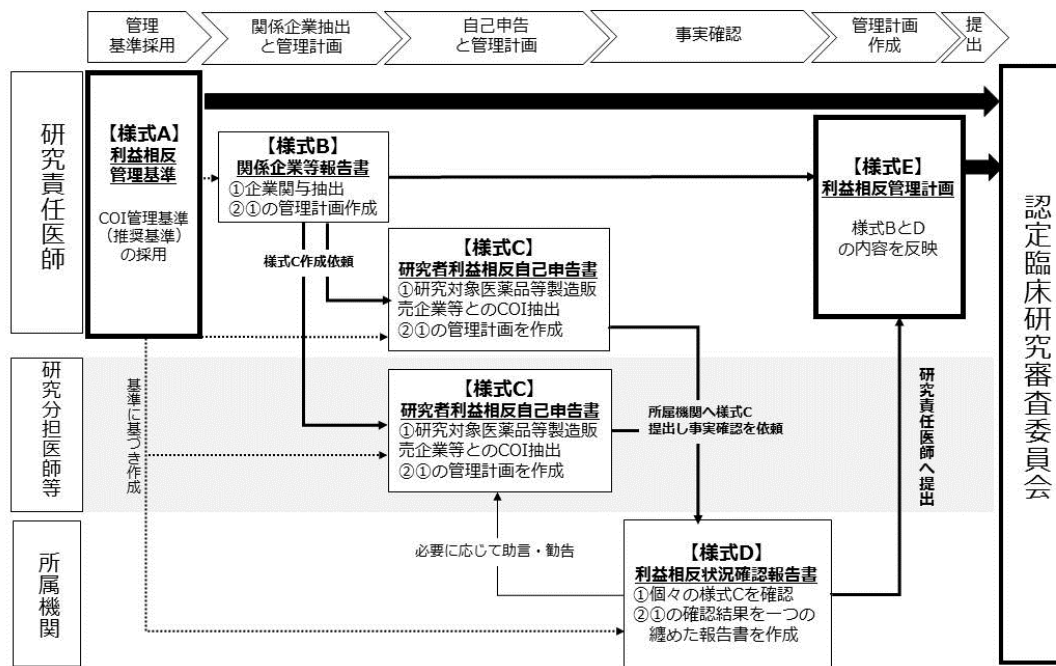 管理
基準採用
関係企業抽出
と管理計画
自己申告
と管理計画
事実確認
管理計画
作成
提
出
研究責任医師
【様式A】
利益相反
管理基準
COI管理基準
（推奨基準）
の採用
【様式B】
関係企業等報告書
①企業関与抽出
②①の管理計画作成
様式C作成依頼
【様式C】
研究者利益相反自己申告書
①研究対象医薬品等製造販
売企業等とのCOI抽出
②①の管理計画を作成
【様式E】
利益相反管理計画
様式BとD
の内容を反映
認定臨床研究審査委員会
研究分担医師等
基準に基づき作成
【様式C】
研究者利益相反自己申告書
①研究対象医薬品等製造販
売企業等とのCOI抽出
②①の管理計画を作成
所属機関へ様式C
提出し事実確認を依頼
研究責任医師へ
提出
所属機関
必要に応じて助言・勧告
【様式D】
利益相反状況確認報告書
①個々の様式Cを確認
②①の確認結果を一つの
纏めた報告書を作成